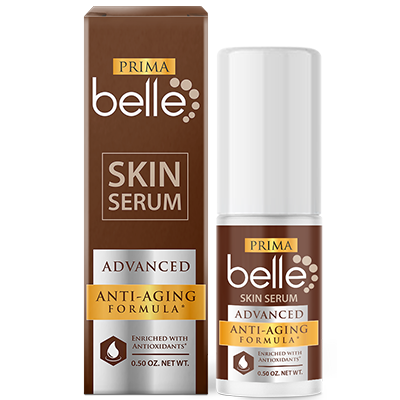 PRIMA
belle
SKIN
SERUM
ADVANCED
ANTI-AGING
FORMULA*
ENRICHED WITH
ANTIOXIDANTS*
0.50 OZ. NET WT.
PRIMA
belle
SKIN SERUM
ADVANCED
ANTI-AGING
FORMULA*
ENRICHED WITH
ANTIOXIDANTS*
0.50 OZ. NET WT.